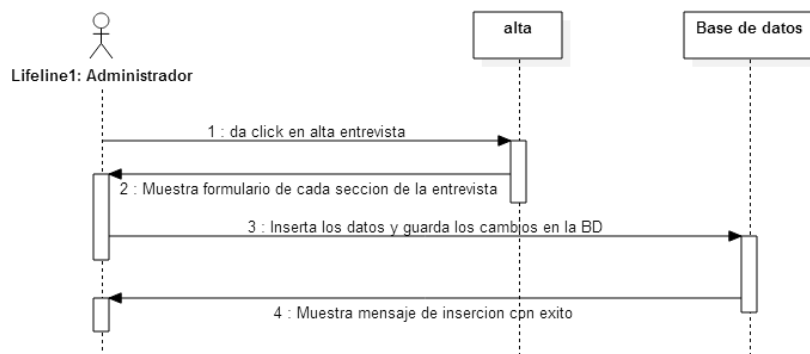 alta
Base de datos
Lifeline1: Administrador
1 : da click en alta entrevista
2 : Muestra formulario de cada seccion de la entrevista
3 : Inserta los datos y guarda los cambios en la BD
4 : Muestra mensaje de insercion con exito